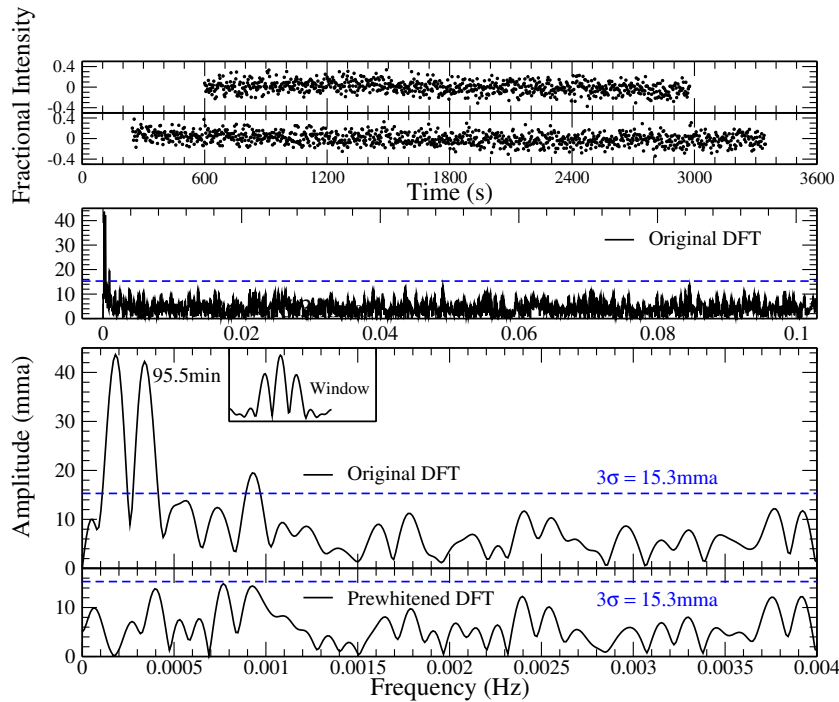 Fractional Intensity
0.4
0
-0.4
0.4
0
-0.4
0 600 1200 1800 2400 3000 3600
Time (s)
40
30
20
10
0
Original DFT
0 0.02 0.04 0.06 0.08 0.1
Amplitude (mma)
40
30
20
10
0
95.5min
Window
Original DFT
3σ = 15.3mma
10
0
Prewhitened DFT
3σ = 15.3mma
0 0.0005 0.001 0.0015 0.002 0.0025 0.003 0.0035 0.004
Frequency (Hz)